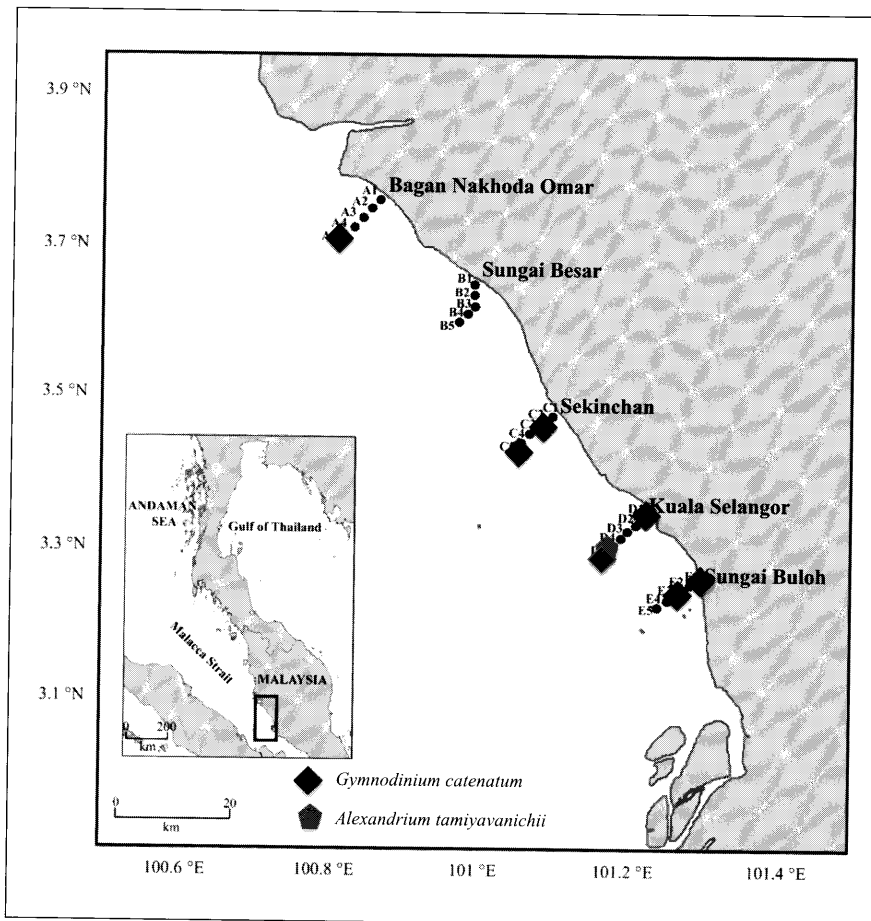 3.9 °N
3.7 °N
3.5 °N
3.3 °N
3.1 °N
Bagan Nakhoda Omar
A1
A2
A3
A4
Sungai Besar
B1
B2
B3
B4
B5
Sekinchan
C1
C4
Kuala Selangor
D2
D3
D4
Sungai Buloh
E2
E4
E5
ANDAMAN
SEA
Gulf of Thailand
Malacca Strait
MALAYSIA
0 200
km
Gymnodinium catenatum
Alexandrium tamiyavanichii
0 20
km
100.6 °E
100.8 °E
101 °E
101.2 °E
101.4 °E